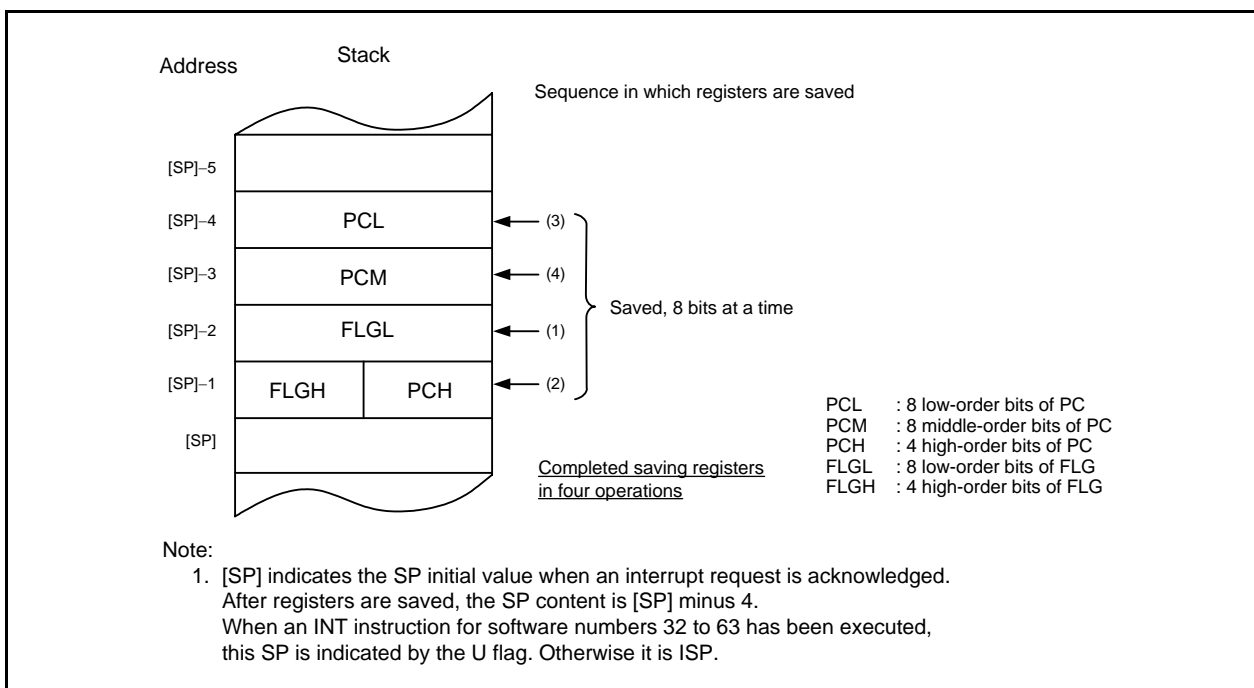 Address
Stack
Sequence in which registers are saved
[SP]−5
[SP]−4
PCL
(3)
[SP]−3
PCM
(4)
Saved, 8 bits at a time
[SP]−2
FLGL
(1)
[SP]−1
FLGH
PCH
(2)
[SP]
Completed saving registers
in four operations
PCL : 8 low-order bits of PC
PCM : 8 middle-order bits of PC
PCH : 4 high-order bits of PC
FLGL : 8 low-order bits of FLG
FLGH : 4 high-order bits of FLG
Note:
1. [SP] indicates the SP initial value when an interrupt request is acknowledged.
After registers are saved, the SP content is [SP] minus 4.
When an INT instruction for software numbers 32 to 63 has been executed,
this SP is indicated by the U flag. Otherwise it is ISP.